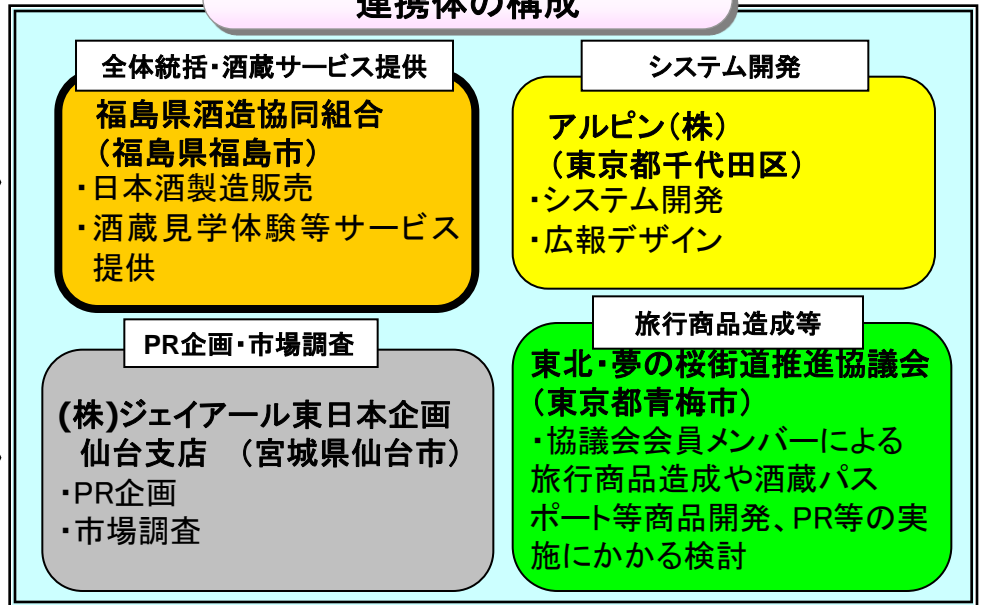 連携体の構成
全体統括・酒蔵サービス提供
福島県酒造協同組合
（福島県福島市）
・日本酒製造販売
・酒蔵見学体験等サービス
提供
システム開発
アルピン（株）
（東京都千代田区）
・システム開発
・広報デザイン
PR企画・市場調査
(株)ジェイアール東日本企画
仙台支店　（宮城県仙台市）
・PR企画
・市場調査
旅行商品造成等
東北・夢の桜街道推進協議会
（東京都青梅市）
・協議会会員メンバーによる
旅行商品造成や酒蔵パス
ポート等商品開発、PR等の実
施にかかる検討